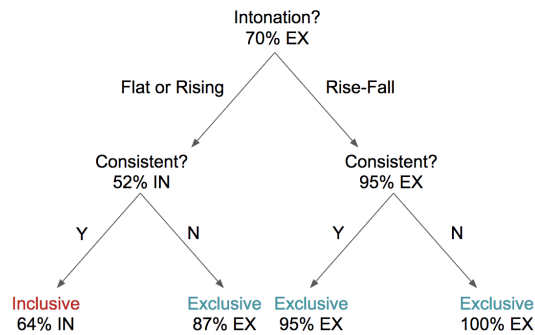 Intonation?
70% EX
Flat or Rising
Rise-Fall
Consistent?
52% IN
Consistent?
95% EX
Y
N
Y
N
Inclusive
64% IN
Exclusive
87% EX
Exclusive
95% EX
Exclusive
100% EX